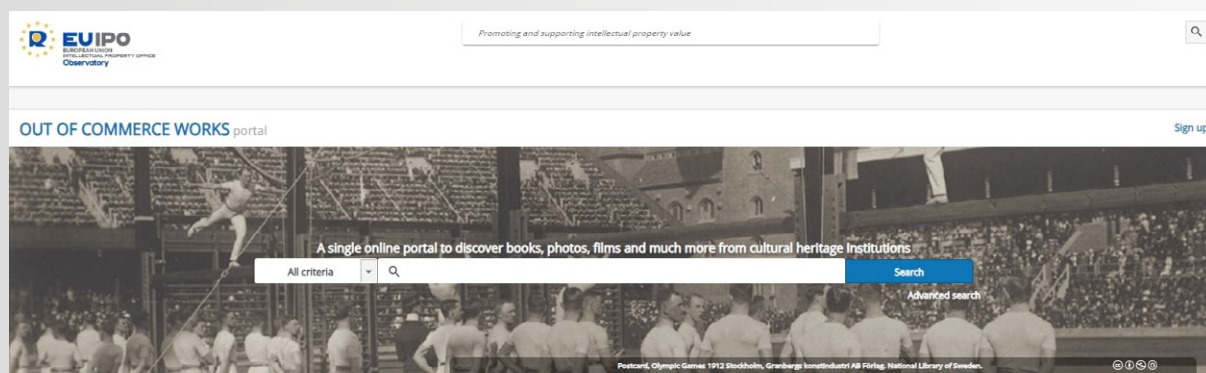 EUIPO
EUROPEAN UNION
INTELLECTUAL PROPERTY OFFICE
Observatory
Promoting and supporting intellectual property value
OUT OF COMMERCE WORKS portal
Sign up
A single online portal to discover books, photos, films and much more from cultural heritage institutions
All criteria
Search
Advanced search
Postcard, Olympic Games 1912 Stockholm, Granbergs konstindustri AB Förlag, National Library of Sweden.